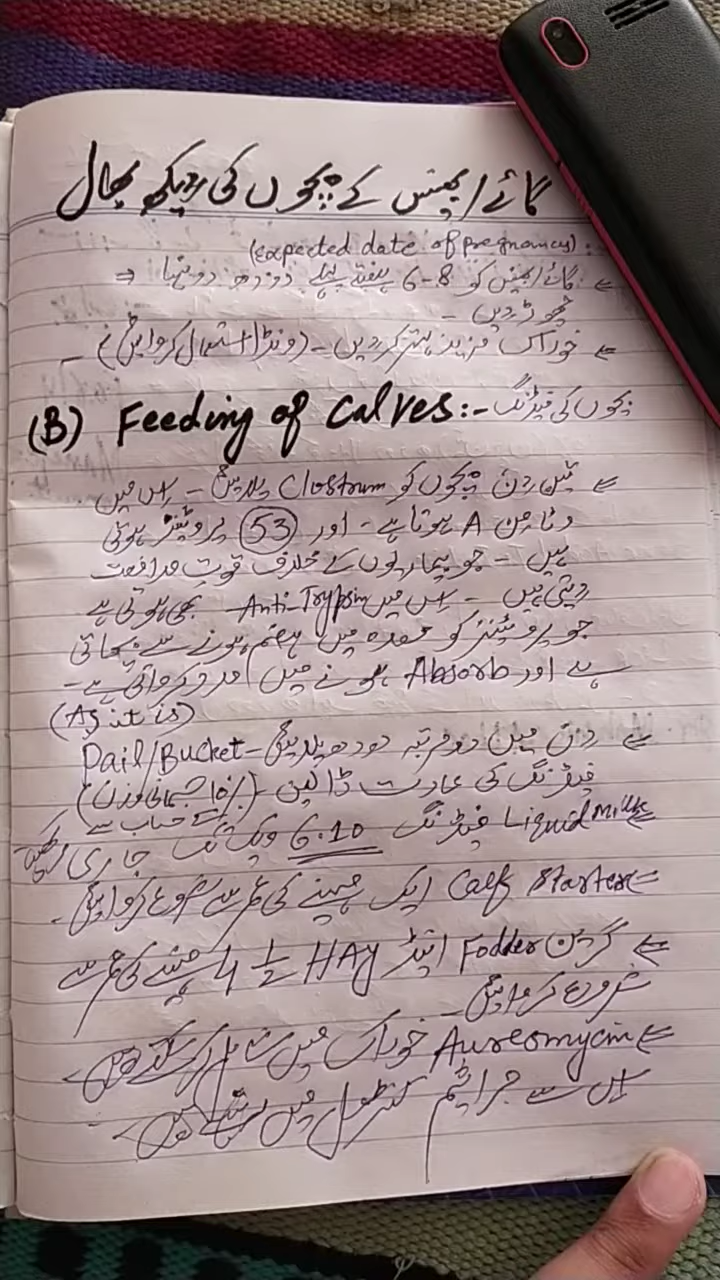 گائے/بھینس کے بچوں کی دیکھ بھال
(expected date of pregnancy) :
⇐ گائے/بھینس کو 8-6 ہفتے پہلے دودھ دوہنا ⇒
چھوڑ دیں -
⇐ خوراک مزید بہتر کر دیں - (ونڈا استعمال کروائیں) -
(B) Feeding of Calves:- بچوں کی فیڈنگ
⇐ تین دن بچوں کو Clostrum پلائیں - اس میں
وٹامن A ہوتا ہے - اور (53) پروٹینز ہوتی
ہیں - جو بیماریوں کے خلاف قوتِ مدافعت
دیتی ہیں - اس میں Anti-Trypsin بھی ہوتی ہے
جو پروٹینز کو معدہ میں ہضم ہونے سے بچاتی
ہے اور Absorb ہونے میں مدد کرواتی ہے -
(As it is)
⇐ دن میں دو مرتبہ دودھ پلائیں - Pail/Bucket
فیڈنگ کی عادت ڈالیں - (1/10 جسمانی وزن)
کے حساب سے
⇐ Liquid Milk فیڈنگ 6.10 ویک تک جاری رکھیں
⇐ Calf Starter ایک مہینے کی عمر سے شروع کروائیں -
⇐ گرین Fodder اینڈ HAY 1/2 4 مہینے کی عمر سے
شروع کروائیں -
⇐ Aureomycin خوراک میں شامل کر سکتے ہیں -
اس سے جراثیم کنٹرول میں رہتے ہیں -